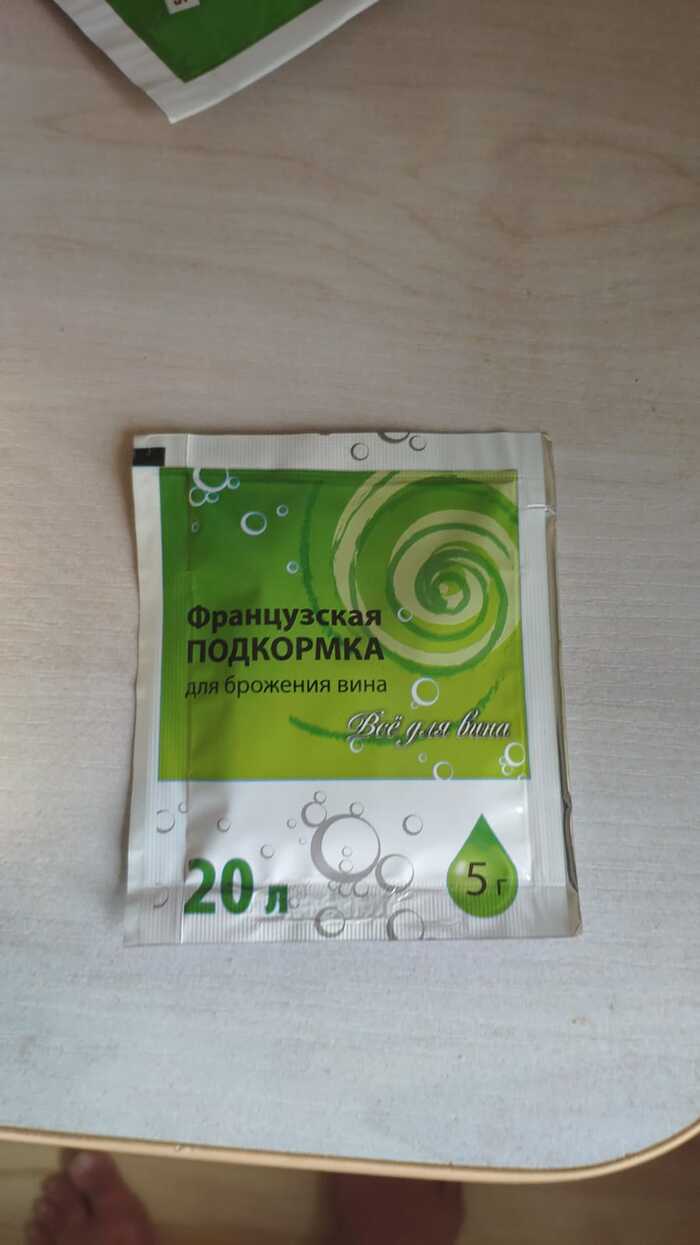 Французская
ПОДКОРМКА
для брожения вина
Всё для вина
20 л
5 г